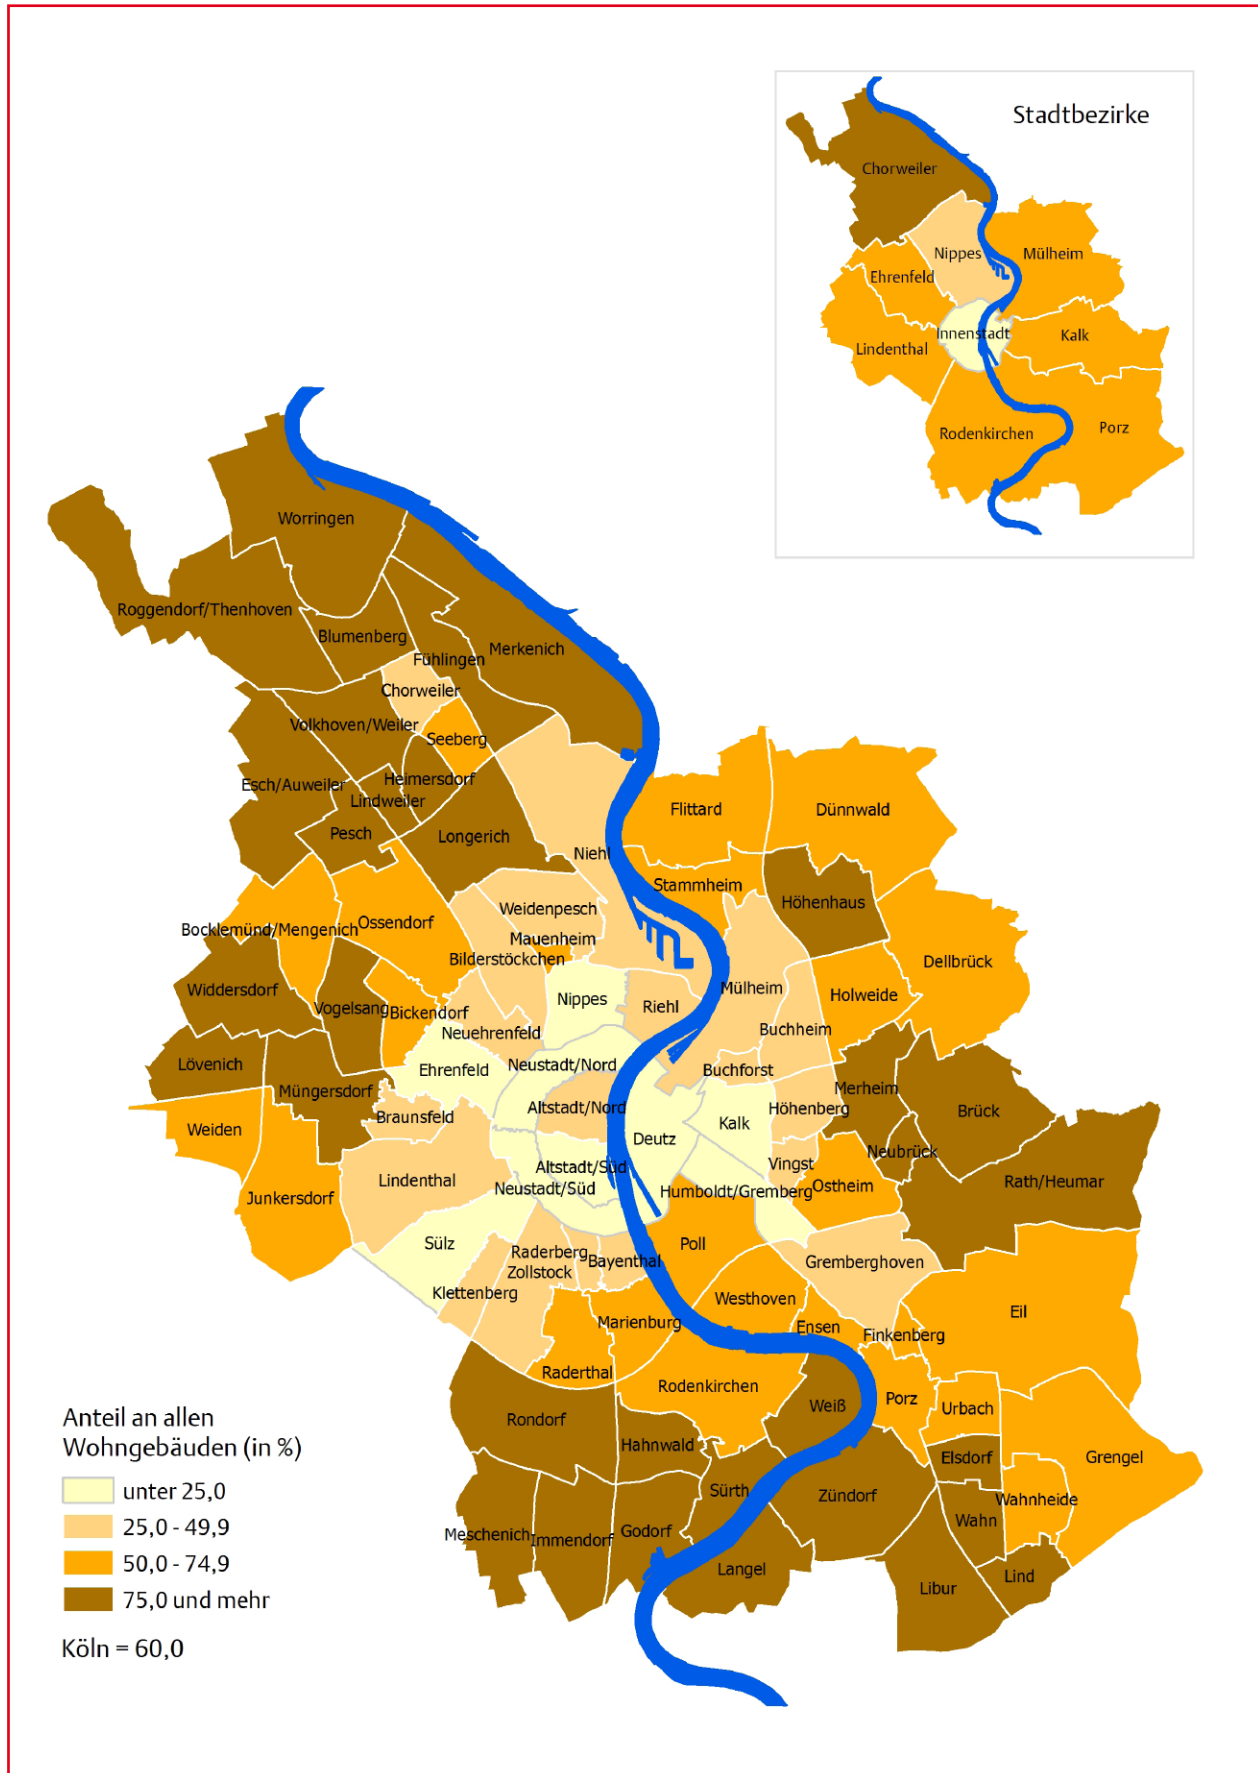 Stadtbezirke
Chorweiler
Nippes
Mülheim
Ehrenfeld
Innenstadt
Kalk
Lindenthal
Rodenkirchen
Porz
Worringen
Roggendorf/Thenhoven
Blumenberg
Fühlingen
Merkenich
Chorweiler
Volkhoven/Weiler
Seeberg
Esch/Auweiler
Heimersdorf
Lindweiler
Pesch
Longerich
Niehl
Flittard
Dünnwald
Stammheim
Höhenhaus
Weidenpesch
Ossendorf
Bocklemünd/Mengenich
Mauenheim
Bilderstöckchen
Dellbrück
Widdersdorf
Mülheim
Holweide
Nippes
Riehl
Vogelsang
Bickendorf
Neuehrenfeld
Buchheim
Lövenich
Ehrenfeld
Neustadt/Nord
Buchforst
Müngersdorf
Merheim
Altstadt/Nord
Höhenberg
Brück
Braunsfeld
Kalk
Weiden
Deutz
Neubrück
Vingst
Altstadt/Süd
Lindenthal
Neustadt/Süd
Humboldt/Gremberg
Ostheim
Rath/Heumar
Junkersdorf
Sülz
Poll
Raderberg
Bayenthal
Gremberghoven
Zollstock
Klettenberg
Westhoven
Eil
Marienburg
Ensen
Finkenberg
Raderthal
Rodenkirchen
Porz
Weiß
Urbach
Rondorf
Hahnwald
Elsdorf
Grengel
Sürth
Zündorf
Wahnheide
Wahn
Meschenich
Immendorf
Godorf
Langel
Lind
Libur
Anteil an allen
Wohngebäuden (in %)
unter 25,0
25,0 - 49,9
50,0 - 74,9
75,0 und mehr
Köln = 60,0